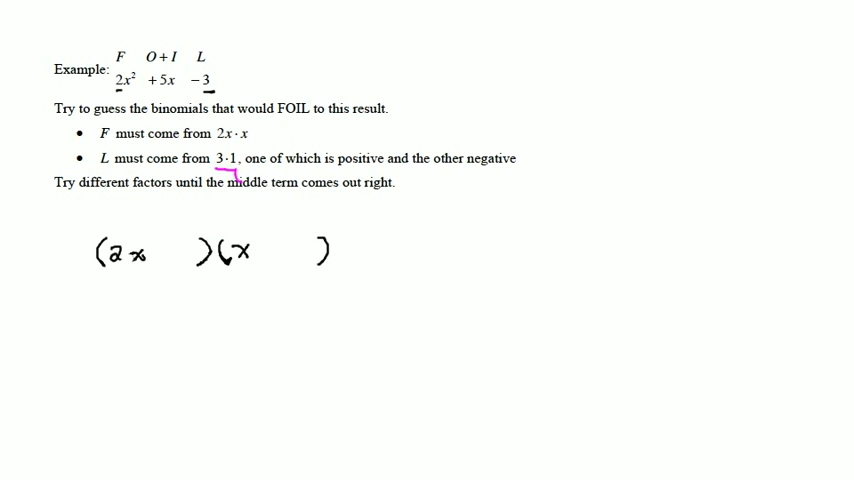 F O + I L
Example: 2x² + 5x − 3
Try to guess the binomials that would FOIL to this result.
• F must come from 2x · x
• L must come from 3 · 1, one of which is positive and the other negative
Try different factors until the middle term comes out right.
(2x )(x )